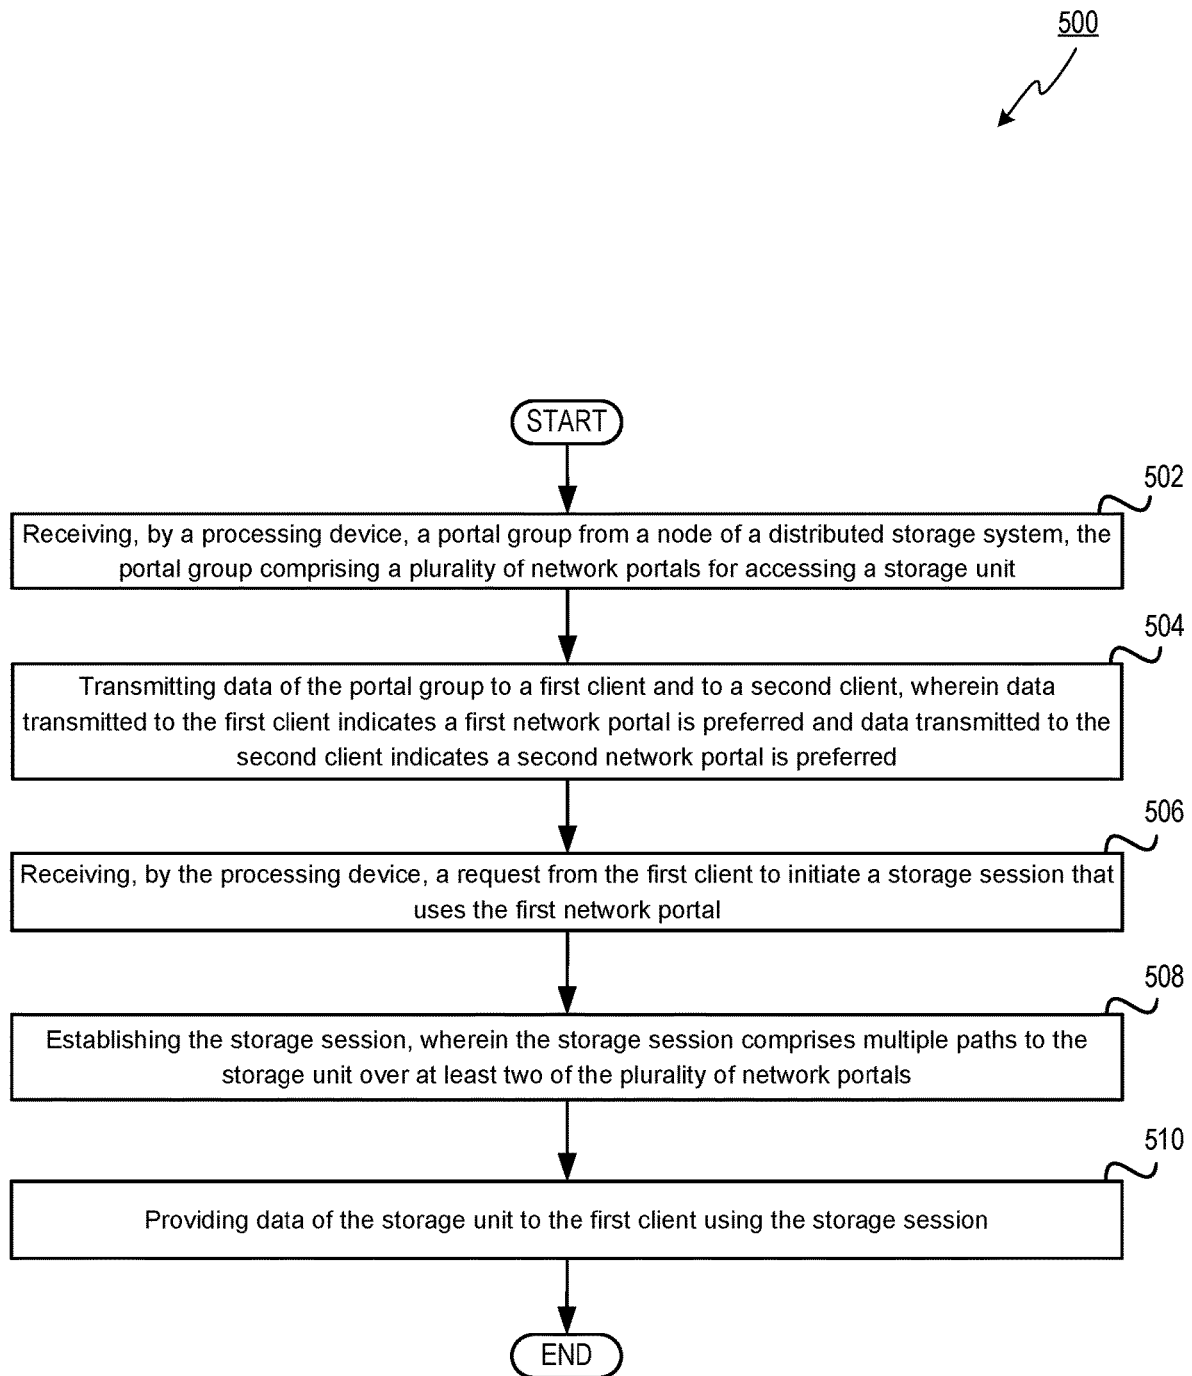 500
START
502
Receiving, by a processing device, a portal group from a node of a distributed storage system, the
portal group comprising a plurality of network portals for accessing a storage unit
504
Transmitting data of the portal group to a first client and to a second client, wherein data
transmitted to the first client indicates a first network portal is preferred and data transmitted to the
second client indicates a second network portal is preferred
506
Receiving, by the processing device, a request from the first client to initiate a storage session that
uses the first network portal
508
Establishing the storage session, wherein the storage session comprises multiple paths to the
storage unit over at least two of the plurality of network portals
510
Providing data of the storage unit to the first client using the storage session
END